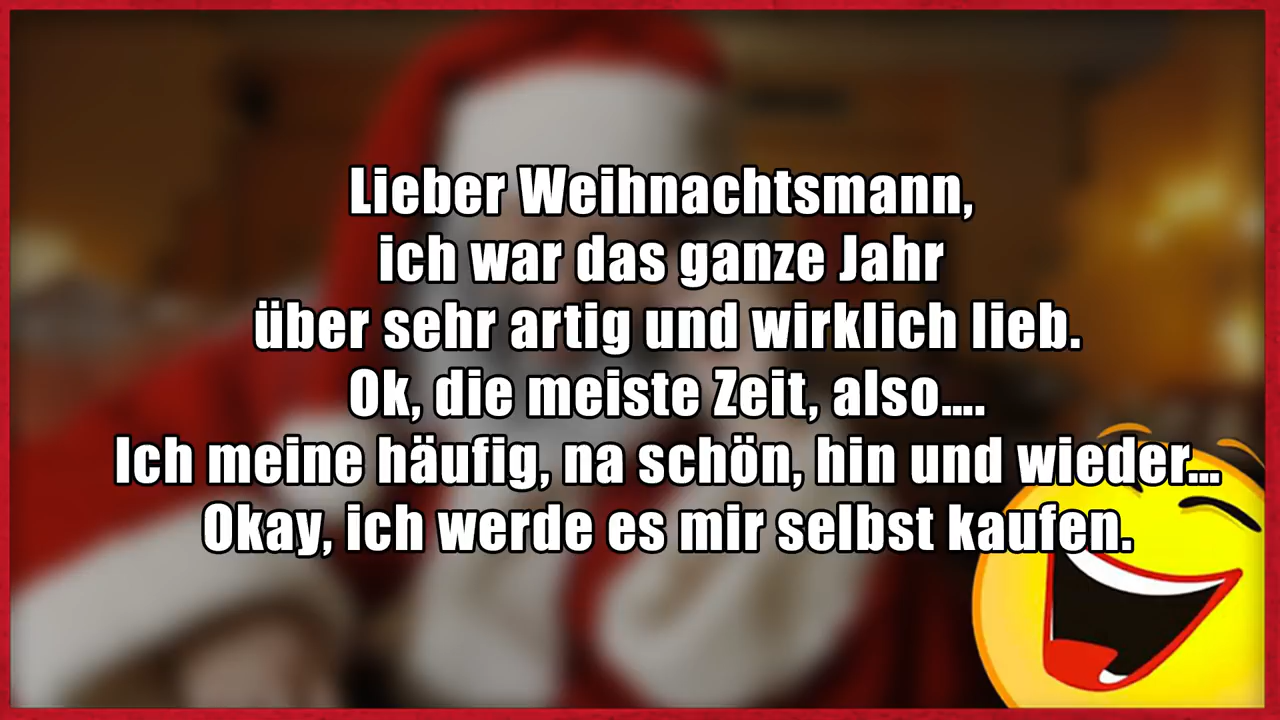 Lieber Weihnachtsmann,
ich war das ganze Jahr
über sehr artig und wirklich lieb.
Ok, die meiste Zeit, also....
Ich meine häufig, na schön, hin und wieder...
Okay, ich werde es mir selbst kaufen.